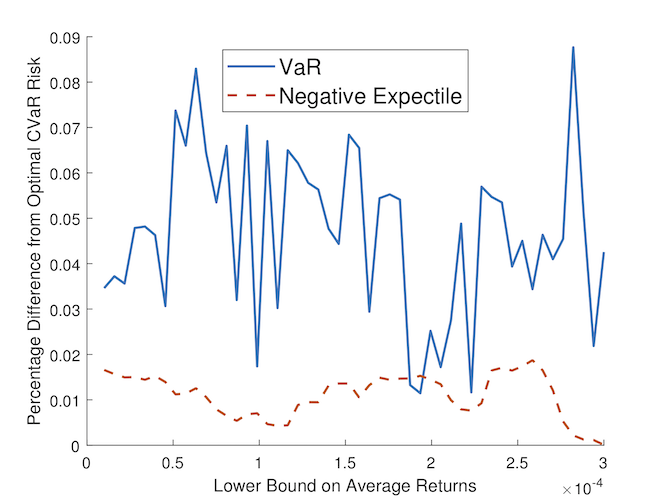 0.09
0.08
0.07
0.06
0.05
0.04
0.03
0.02
0.01
0
Percentage Difference from Optimal CVaR Risk
VaR
Negative Expectile
0 0.5 1 1.5 2 2.5 3
Lower Bound on Average Returns
×10⁻⁴